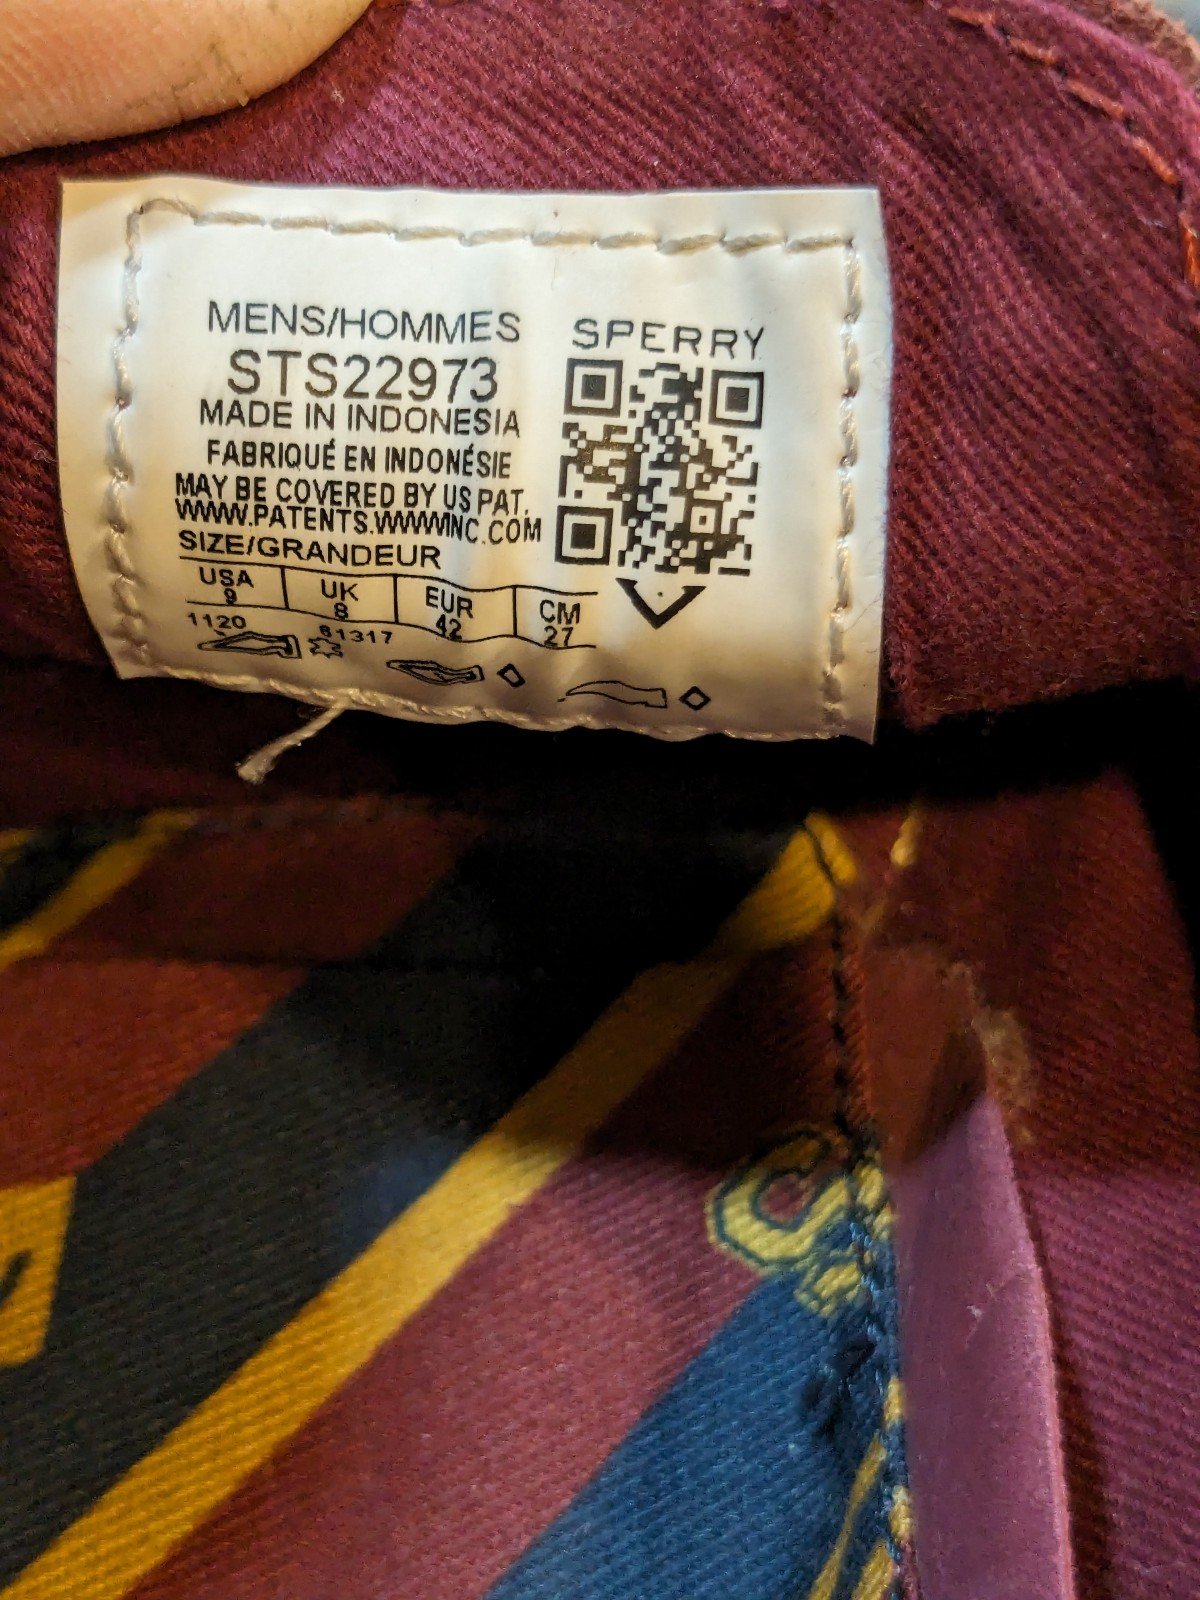 MENS/HOMMES
STS22973
MADE IN INDONESIA
FABRIQUÉ EN INDONÉSIE
MAY BE COVERED BY US PAT.
WWW.PATENTS.WWWINC.COM
SIZE/GRANDEUR
USA UK EUR CM
9 8 42 27
1120 61317
SPERRY